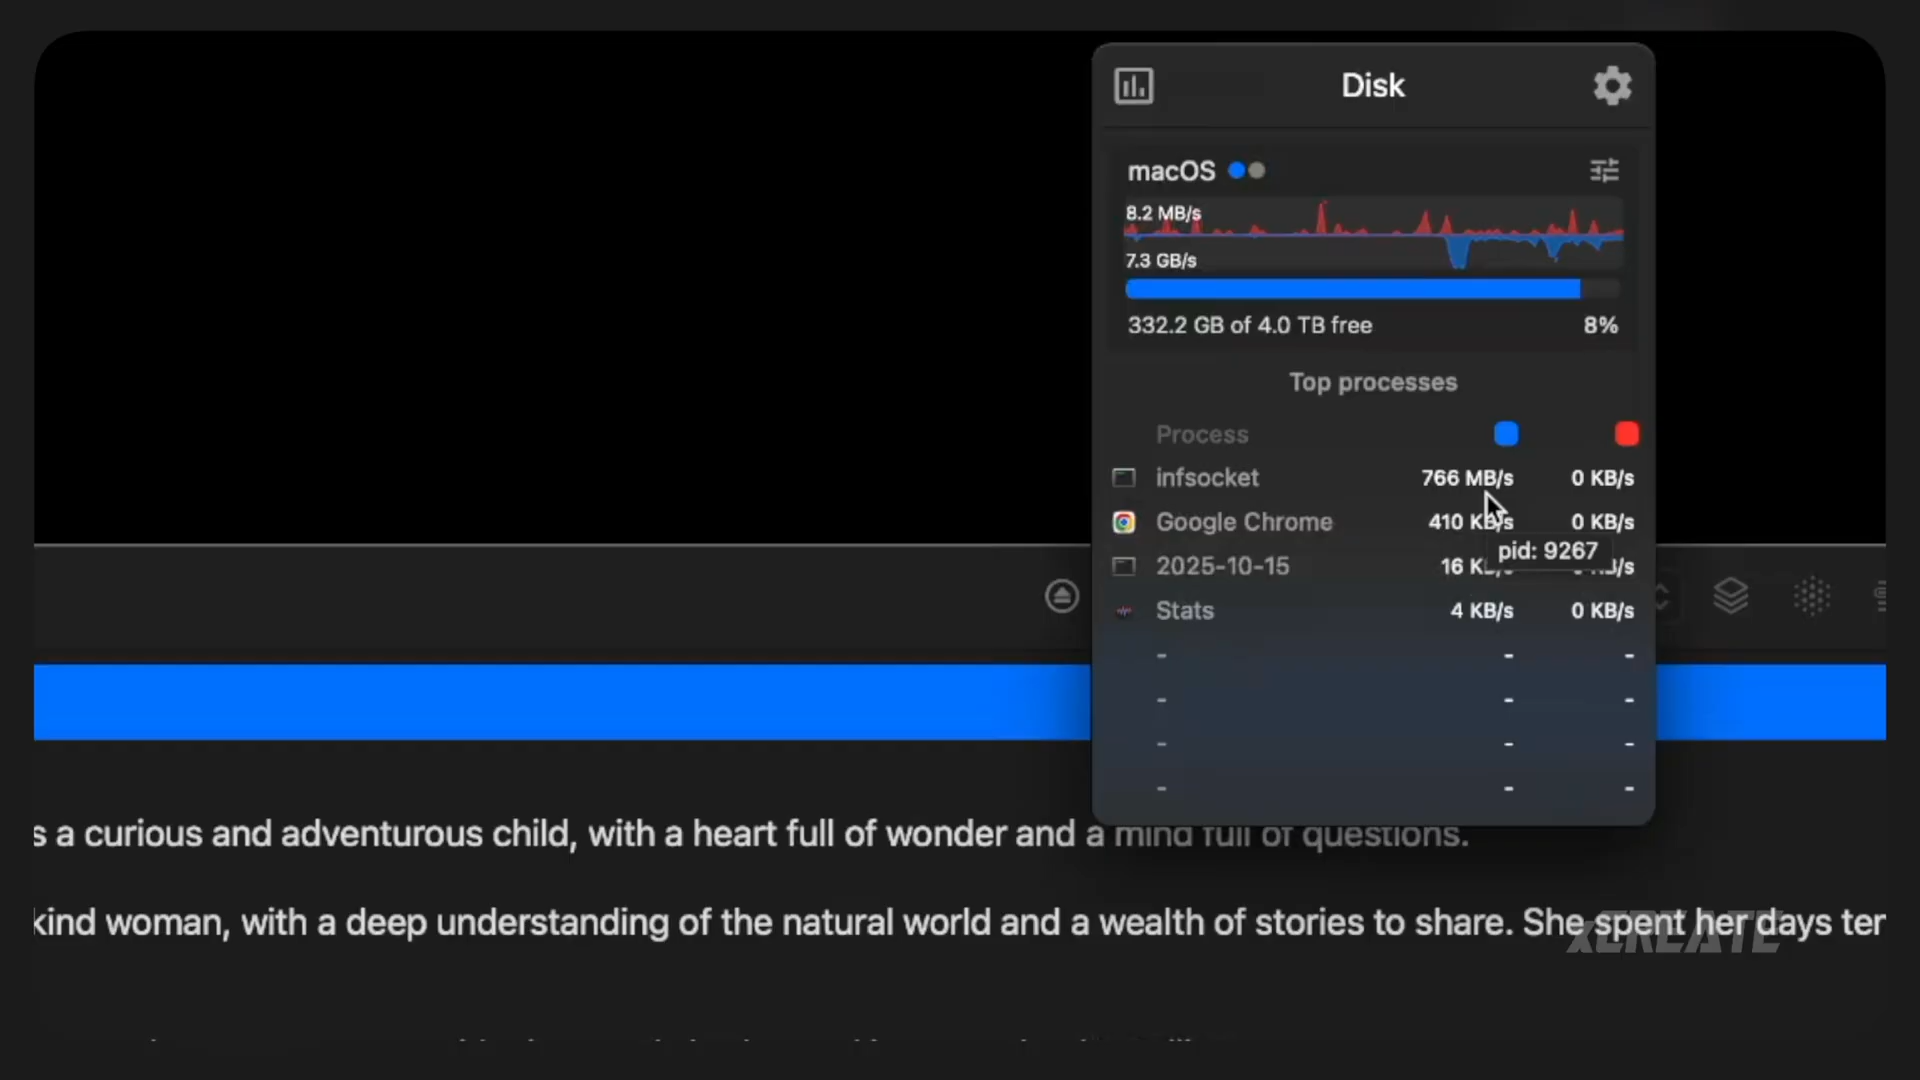 Disk
macOS
8.2 MB/s
7.3 GB/s
332.2 GB of 4.0 TB free 8%
Top processes
Process
infsocket 766 MB/s 0 KB/s
Google Chrome 410 KB/s 0 KB/s
pid: 9267
2025-10-15 16 K /s
Stats 4 KB/s 0 KB/s
- - -
- - -
- - -
- - -
s a curious and adventurous child, with a heart full of wonder and a mind full of questions.
kind woman, with a deep understanding of the natural world and a wealth of stories to share. She spent her days ter
XCREATE